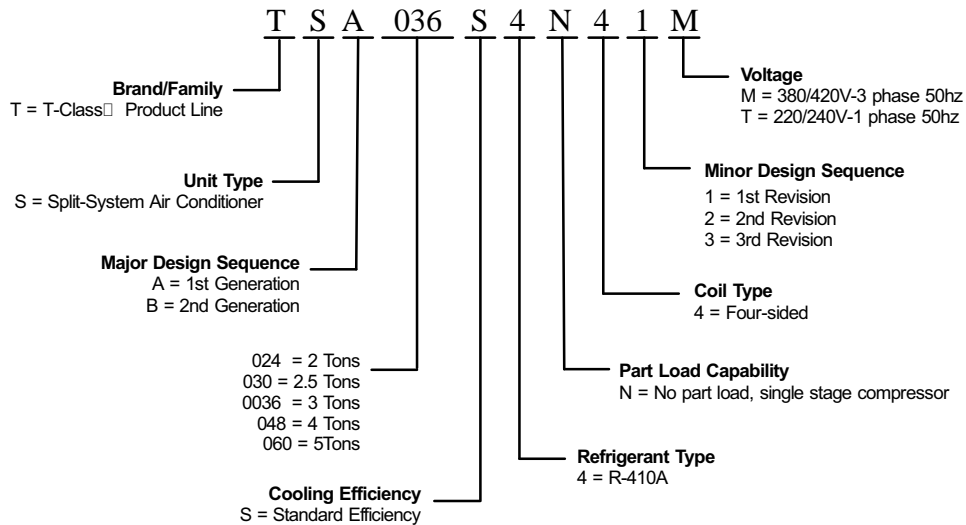 T S A 036 S 4 N 4 1 M
Brand/Family
T = T-Class□ Product Line
Unit Type
S = Split-System Air Conditioner
Major Design Sequence
A = 1st Generation
B = 2nd Generation
024 = 2 Tons
030 = 2.5 Tons
0036 = 3 Tons
048 = 4 Tons
060 = 5Tons
Cooling Efficiency
S = Standard Efficiency
Voltage
M = 380/420V-3 phase 50hz
T = 220/240V-1 phase 50hz
Minor Design Sequence
1 = 1st Revision
2 = 2nd Revision
3 = 3rd Revision
Coil Type
4 = Four-sided
Part Load Capability
N = No part load, single stage compressor
Refrigerant Type
4 = R-410A